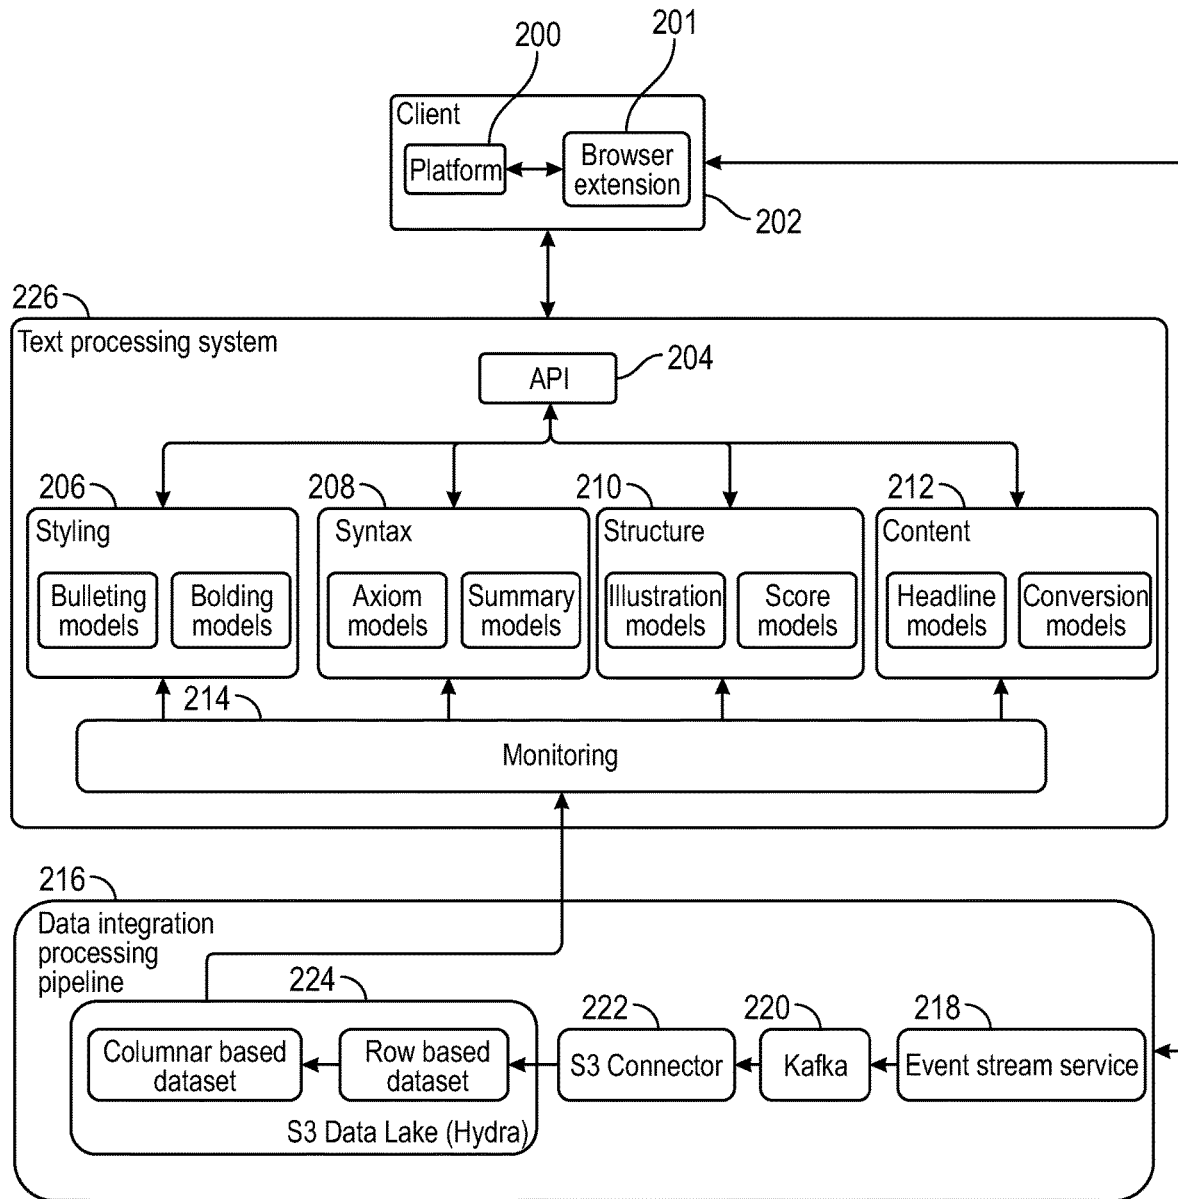 200
201
Client
Platform
Browser
extension
202
226
Text processing system
API
204
206
208
210
212
Styling
Syntax
Structure
Content
Bulleting
models
Bolding
models
Axiom
models
Summary
models
Illustration
models
Score
models
Headline
models
Conversion
models
214
Monitoring
216
Data integration
processing
pipeline
224
222
220
218
Columnar based
dataset
Row based
dataset
S3 Connector
Kafka
Event stream service
S3 Data Lake (Hydra)